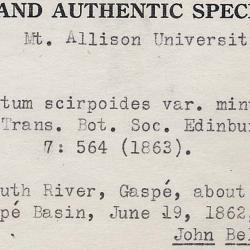 AND AUTHENTIC SPECI
Mt. Allison Universit
tum scirpoides var. min
Trans. Bot. Soc. Edinbur
7: 564 (1863).
uth River, Gaspé, about
pé Basin, June 19, 1862,
John Be